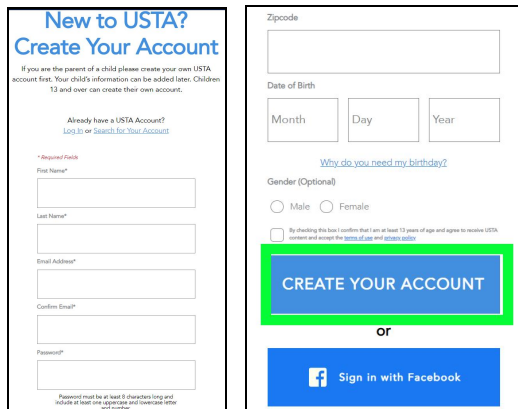 New to USTA?
Create Your Account
If you are the parent of a child please create your own USTA
account first. Your child's information can be added later. Children
13 and over can create their own account.
Already have a USTA Account?
Log In or Search for Your Account
* Required Fields
First Name*
Last Name*
Email Address*
Confirm Email*
Password*
Password must be at least 8 characters long and
include at least one uppercase and lowercase letter
and number
Zipcode
Date of Birth
Month Day Year
Why do you need my birthday?
Gender (Optional)
Male Female
By checking this box I confirm that I am at least 13 years of age and agree to receive USTA
content and accept the terms of use and privacy policy
CREATE YOUR ACCOUNT
or
Sign in with Facebook